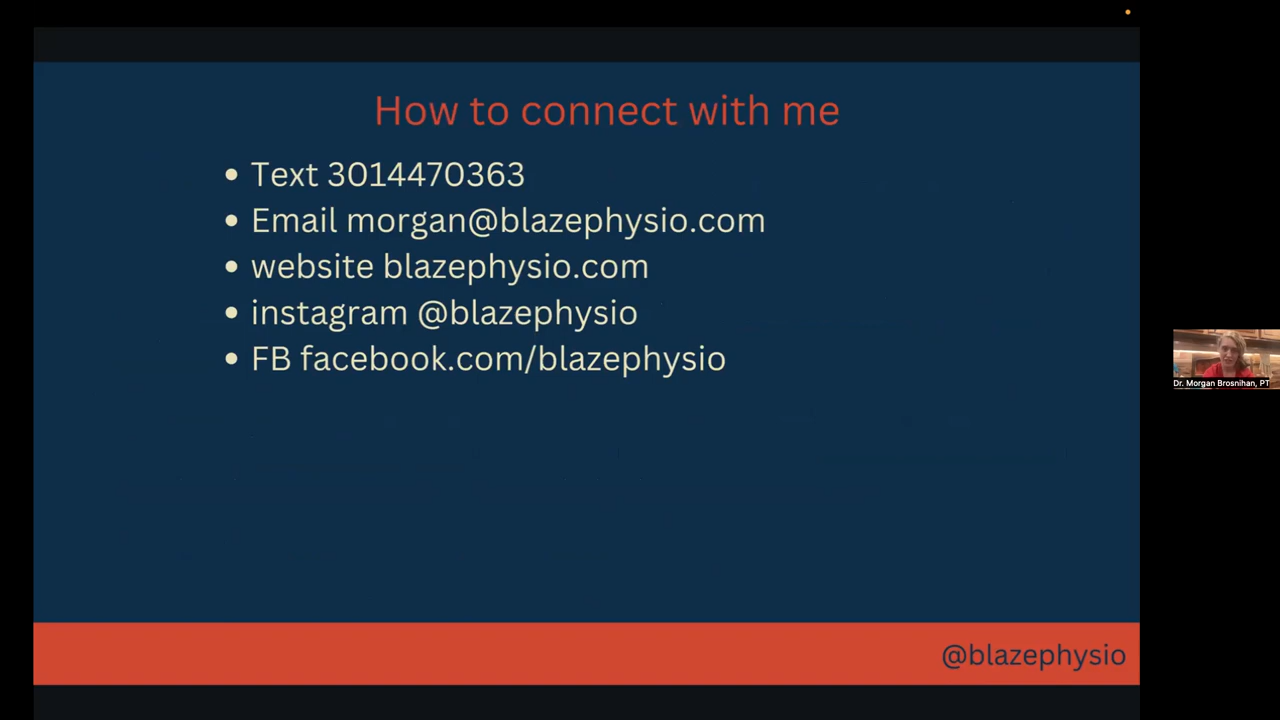 How to connect with me
• Text 3014470363
• Email morgan@blazephysio.com
• website blazephysio.com
• instagram @blazephysio
• FB facebook.com/blazephysio
Dr. Morgan Brosnihan, PT
@blazephysio